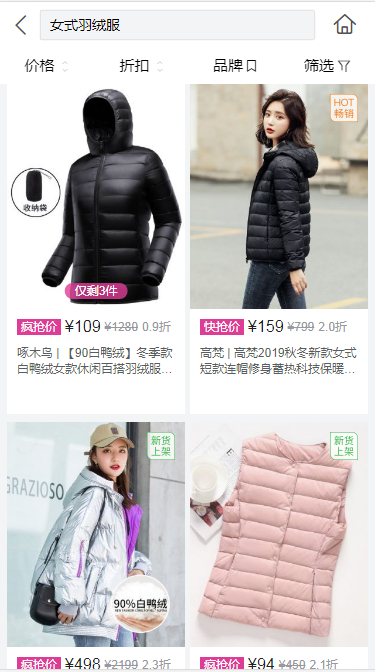 女式羽绒服
价格 折扣 品牌 筛选
HOT
畅销
收纳袋
仅剩3件
疯抢价 ¥109 ¥1280 0.9折
快抢价 ¥159 ¥799 2.0折
啄木鸟 | 【90白鸭绒】冬季款
白鸭绒女款休闲百搭羽绒服...
高梵 | 高梵2019秋冬新款女式
短款连帽修身蓄热科技保暖...
新货
上架
GRAZIOSO
90%白鸭绒
新货
上架
疯抢价 ¥498 ¥2199 2.3折
疯抢价 ¥94 ¥450 2.1折